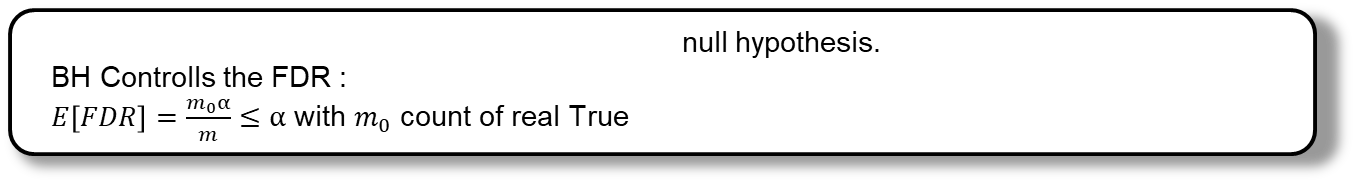 null hypothesis.
BH Controlls the FDR :
𝐸[𝐹𝐷𝑅] = 𝑚₀α/𝑚 ≤ α with 𝑚₀ count of real True